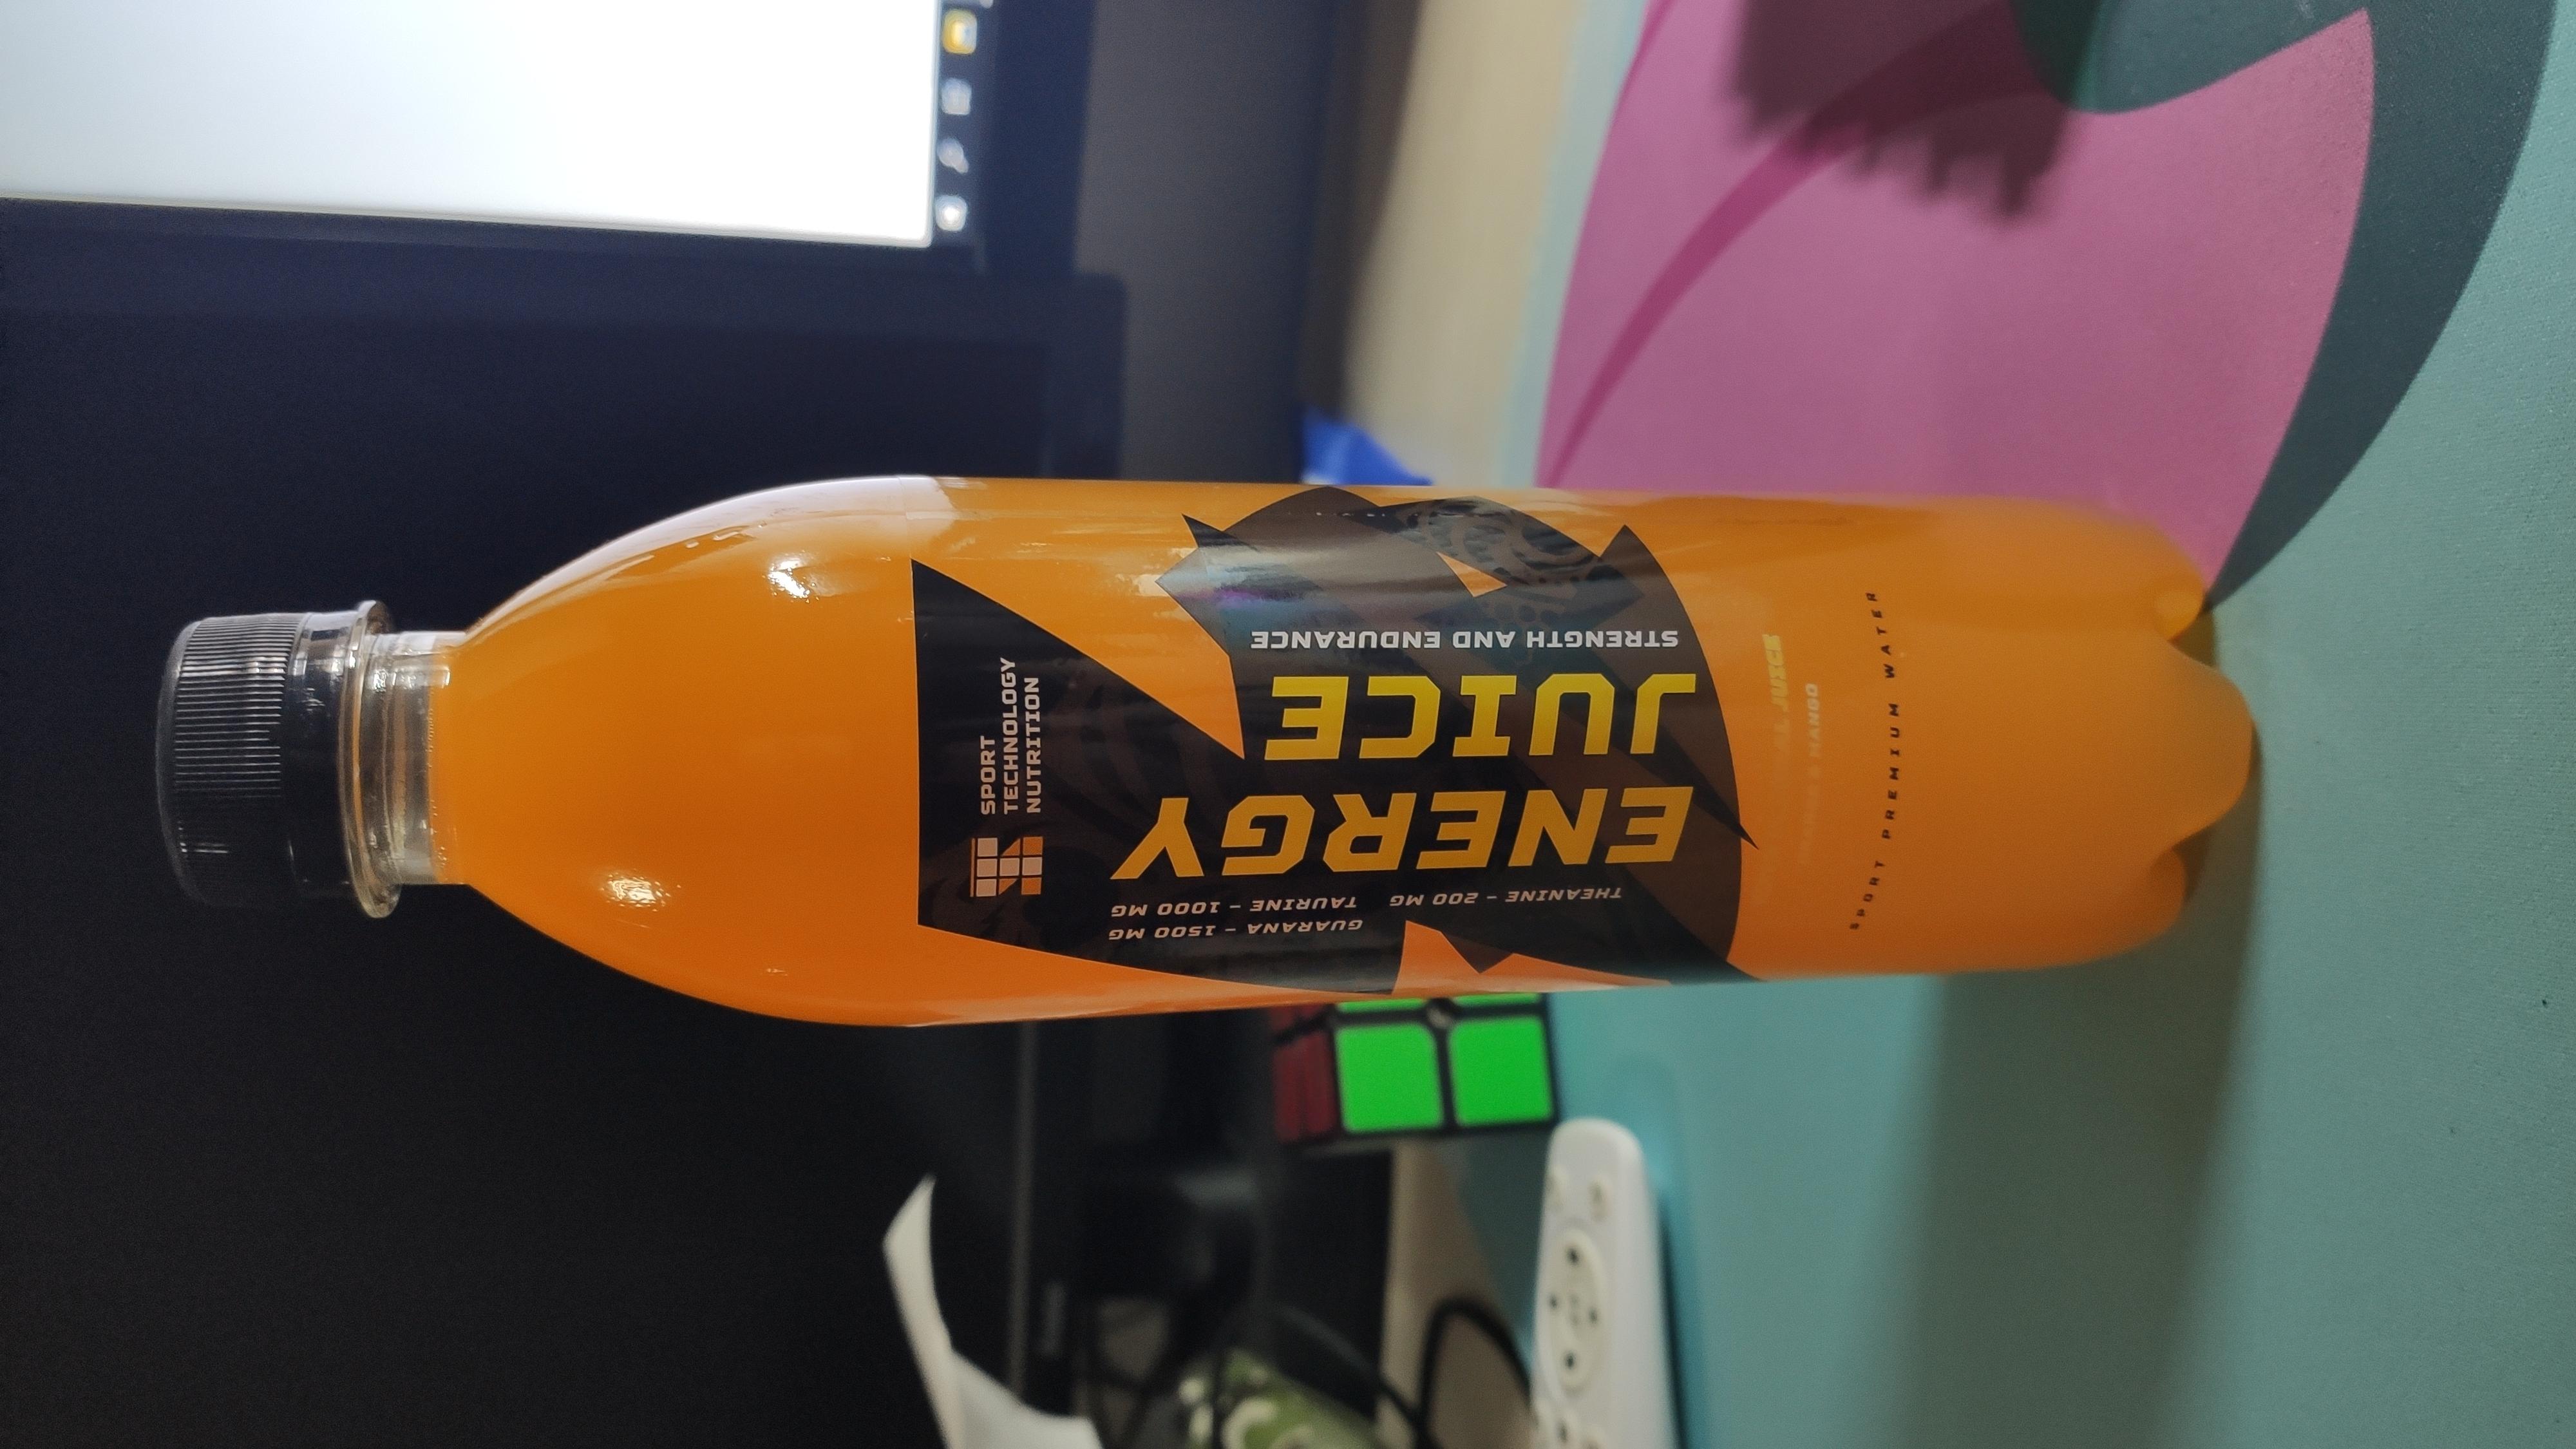 SPORT
TECHNOLOGY
NUTRITION
GUARANA – 1500 MG
TAURINE – 1000 MG
THEANINE – 200 MG
ENERGY
JUICE
STRENGTH AND ENDURANCE
JUICE
MANGO
SPORT PREMIUM WATER